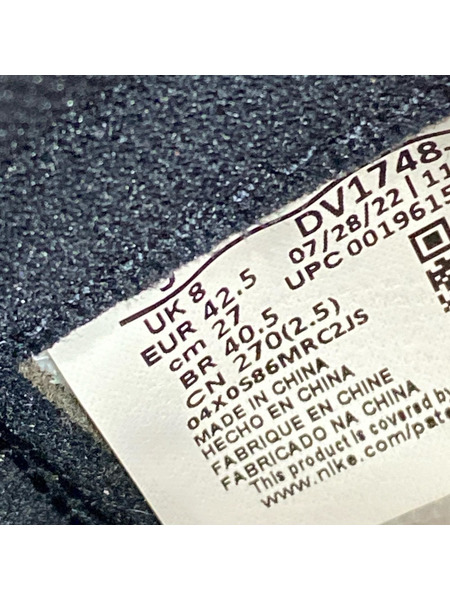 UK 8
EUR 42.5
cm 27
BR 40.5
CN 270(2.5)
04X0S86MRC2JS
MADE IN CHINA
HECHO EN CHINA
FABRIQUE EN CHINE
FABRICADO NA CHINA
This product is covered by
www.nike.com/pate
DV1748-
07/28/22 | 11
UPC 0019615